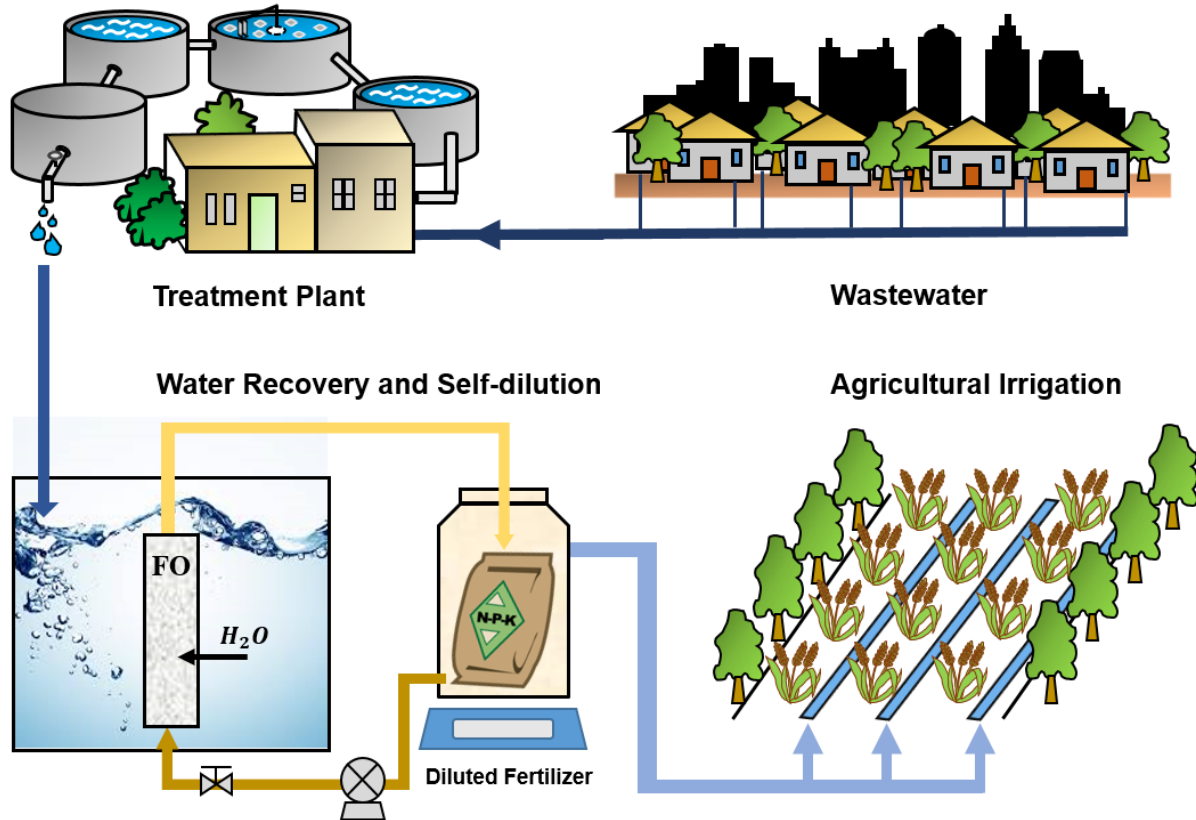 Treatment Plant
Wastewater
Water Recovery and Self-dilution
Agricultural Irrigation
FO
H₂O
N-P-K
Diluted Fertilizer